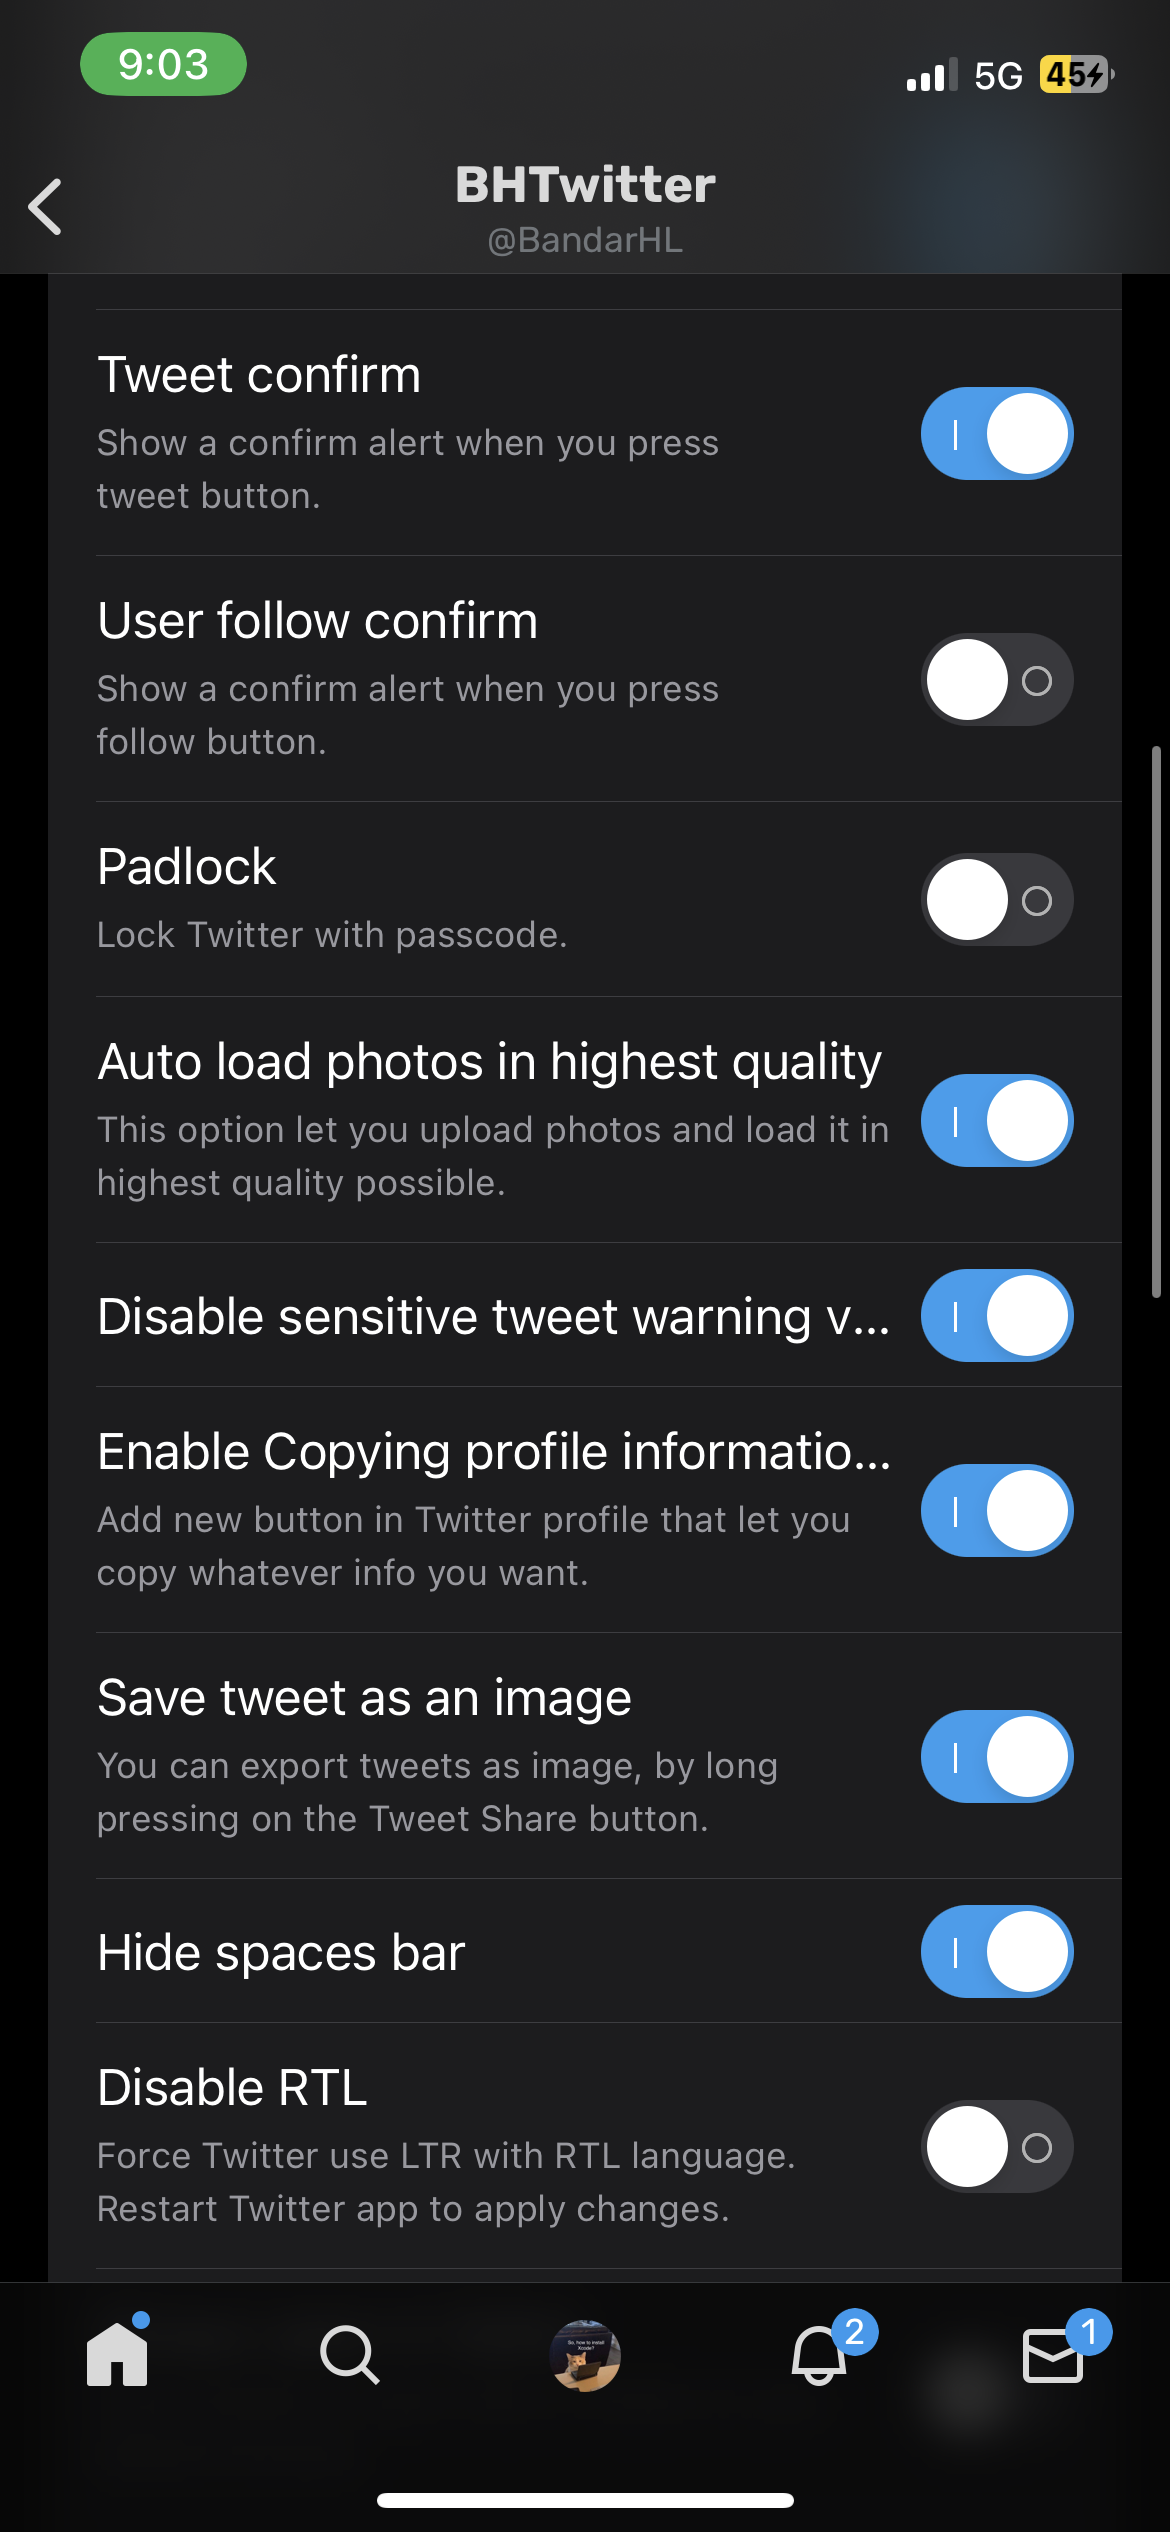 9:03
5G 45
BHTwitter
@BandarHL
Tweet confirm
Show a confirm alert when you press
tweet button.
User follow confirm
Show a confirm alert when you press
follow button.
Padlock
Lock Twitter with passcode.
Auto load photos in highest quality
This option let you upload photos and load it in
highest quality possible.
Disable sensitive tweet warning v...
Enable Copying profile informatio...
Add new button in Twitter profile that let you
copy whatever info you want.
Save tweet as an image
You can export tweets as image, by long
pressing on the Tweet Share button.
Hide spaces bar
Disable RTL
Force Twitter use LTR with RTL language.
Restart Twitter app to apply changes.
So, how to install
Xcode?
2
1